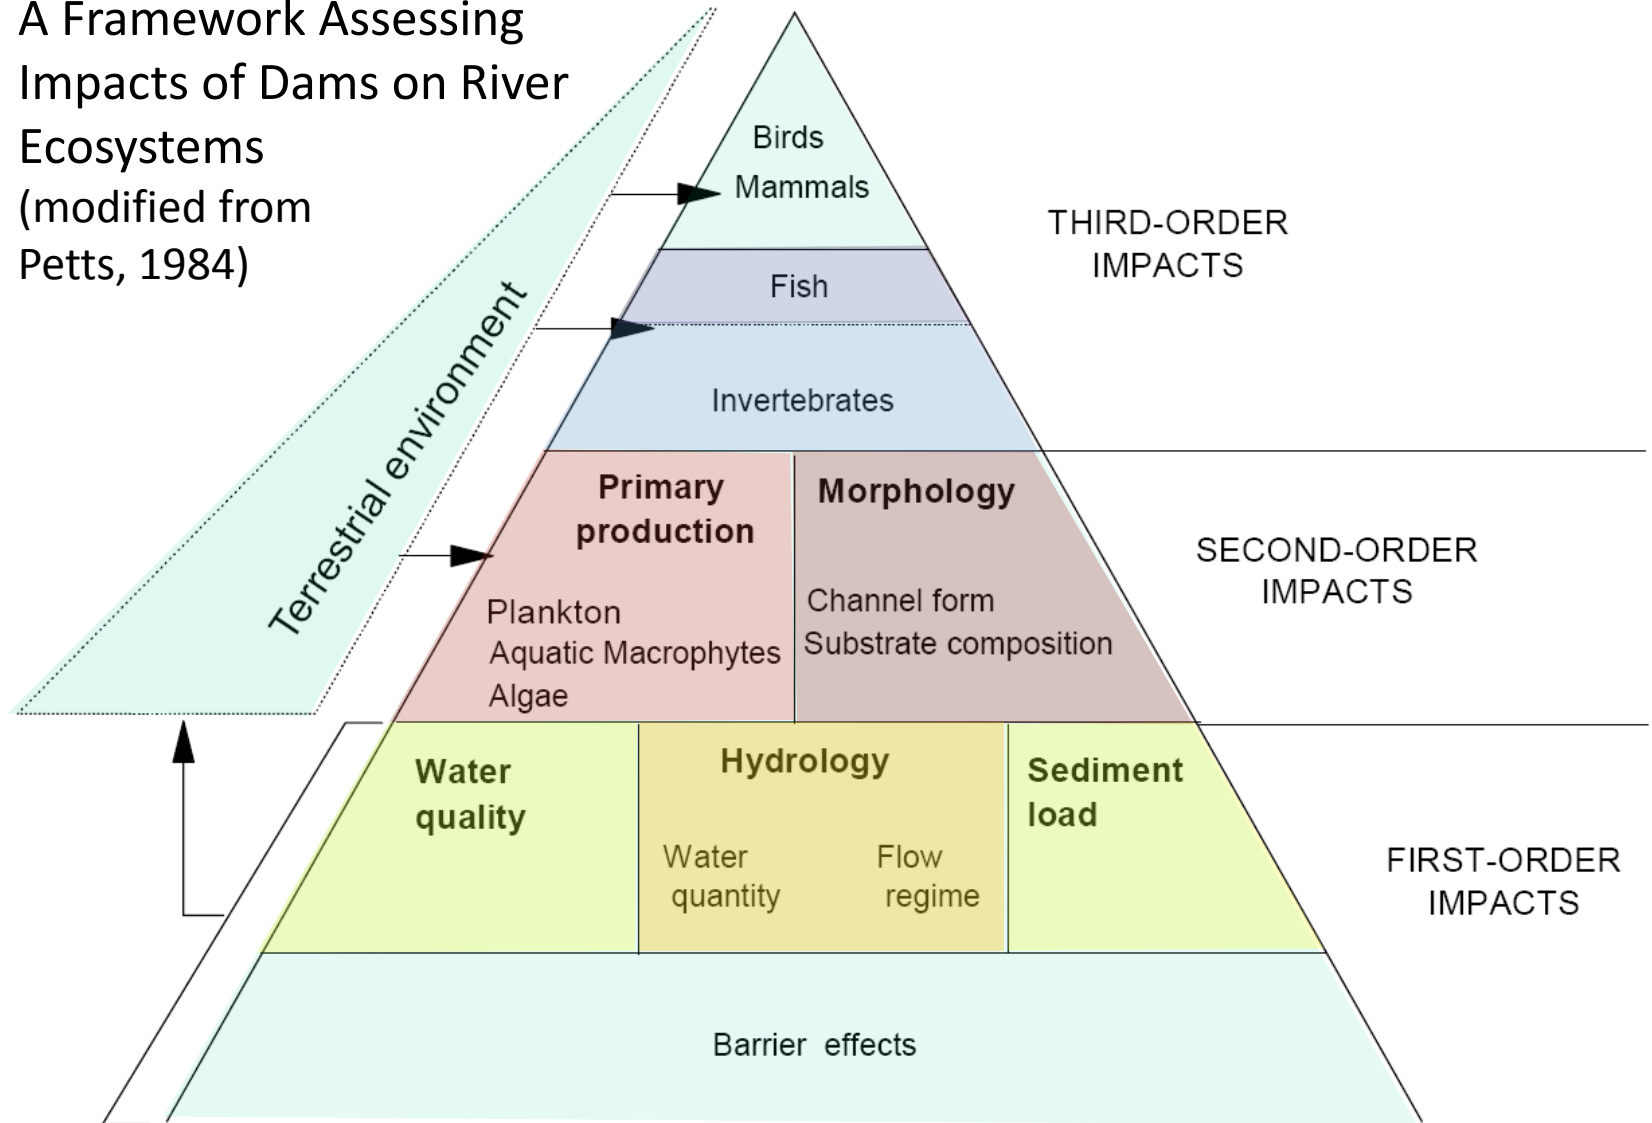 A Framework Assessing
Impacts of Dams on River
Ecosystems
(modified from
Petts, 1984)
Terrestrial environment
Birds
Mammals
Fish
Invertebrates
THIRD-ORDER
IMPACTS
Primary
production
Plankton
Aquatic Macrophytes
Algae
Morphology
Channel form
Substrate composition
SECOND-ORDER
IMPACTS
Water
quality
Hydrology
Water
quantity
Flow
regime
Sediment
load
FIRST-ORDER
IMPACTS
Barrier effects